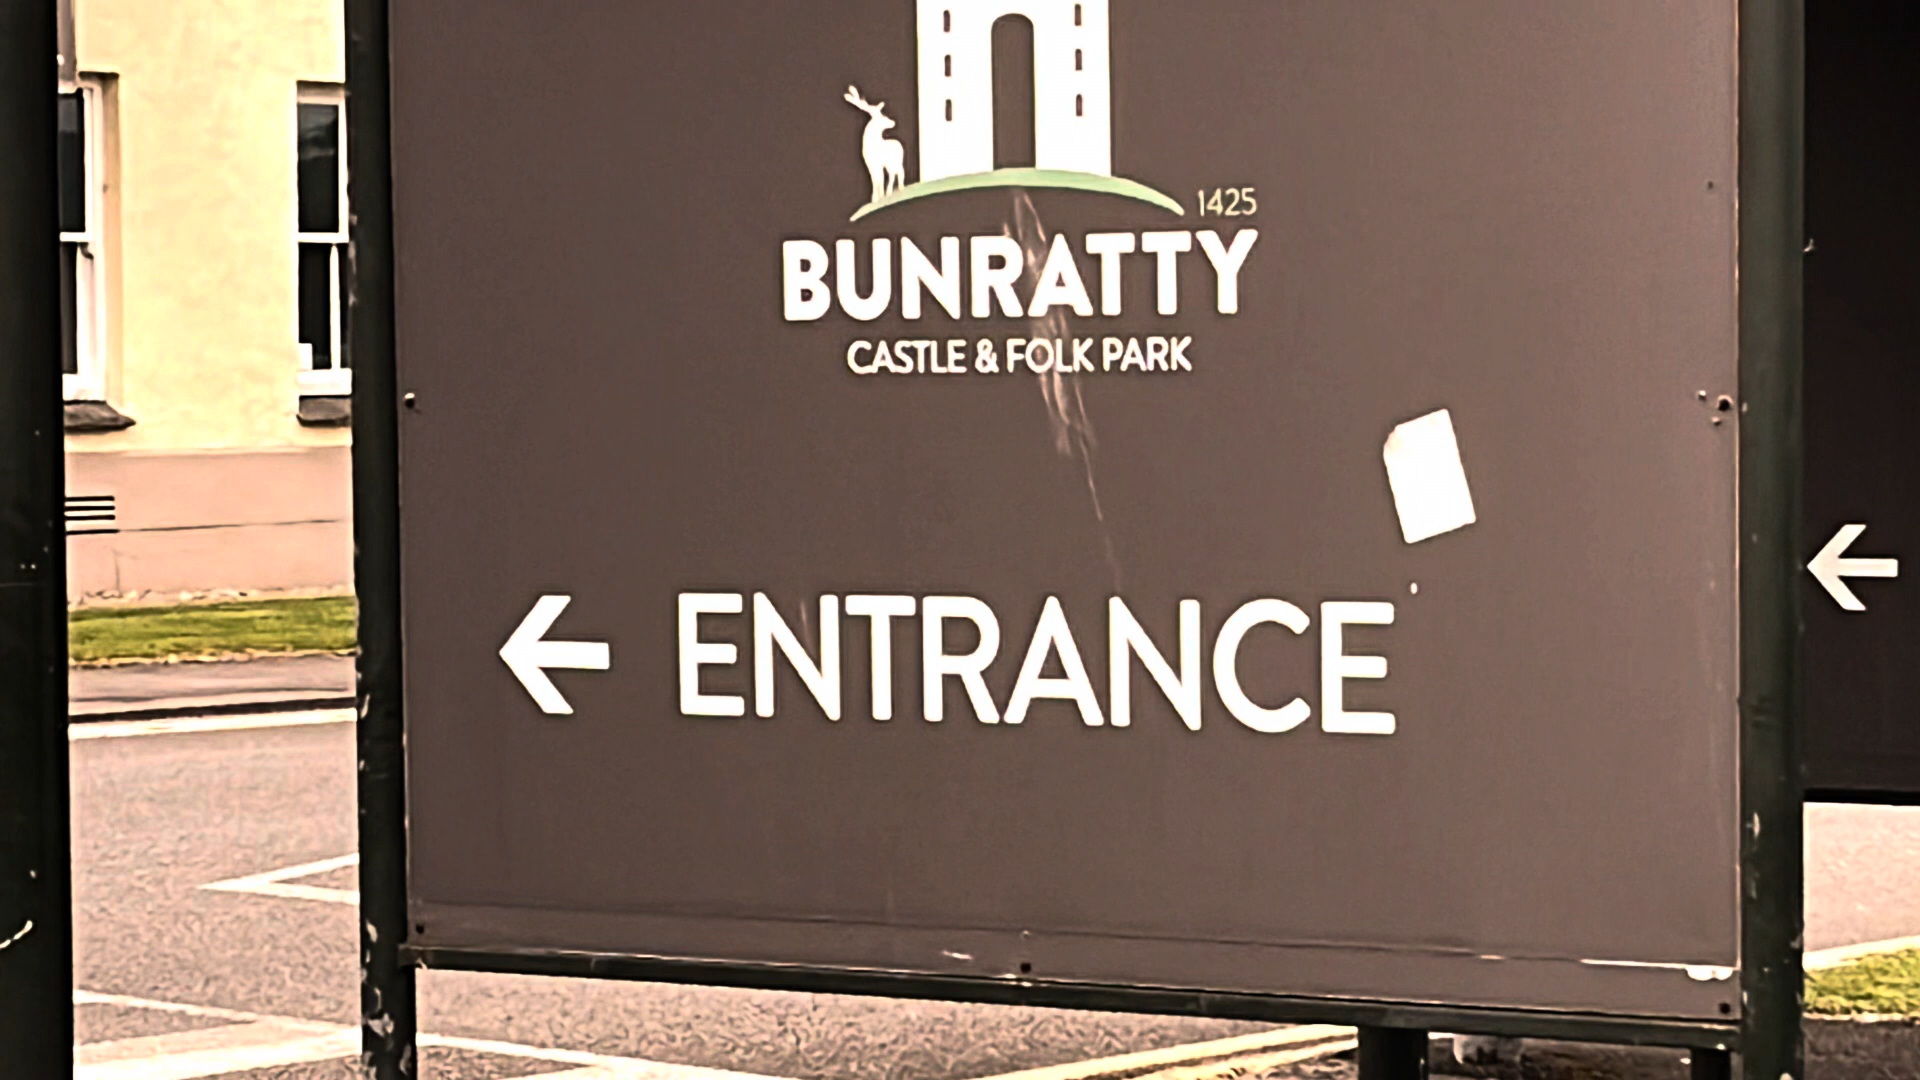 1425
BUNRATTY
CASTLE & FOLK PARK
← ENTRANCE
←